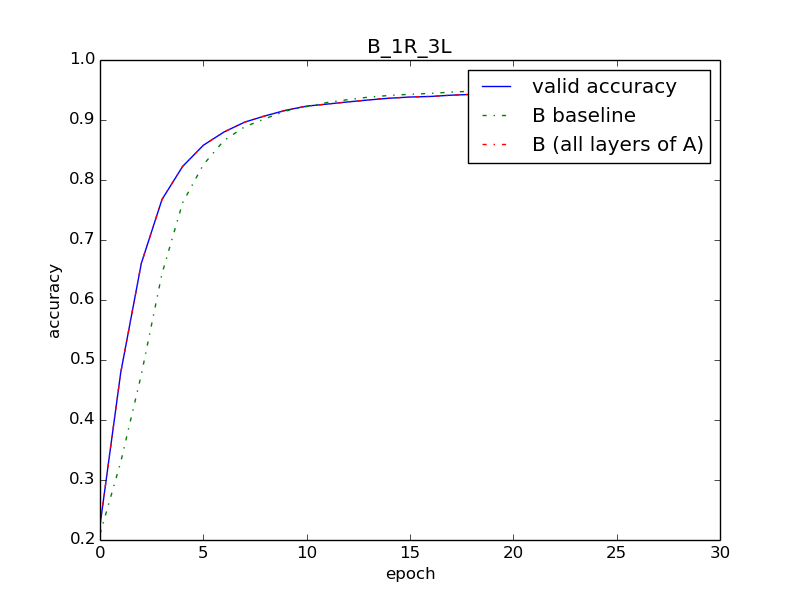 B_1R_3L
1.0
0.9
0.8
0.7
0.6
0.5
0.4
0.3
0.2
accuracy
valid accuracy
B baseline
B (all layers of A)
0 5 10 15 20 25 30
epoch